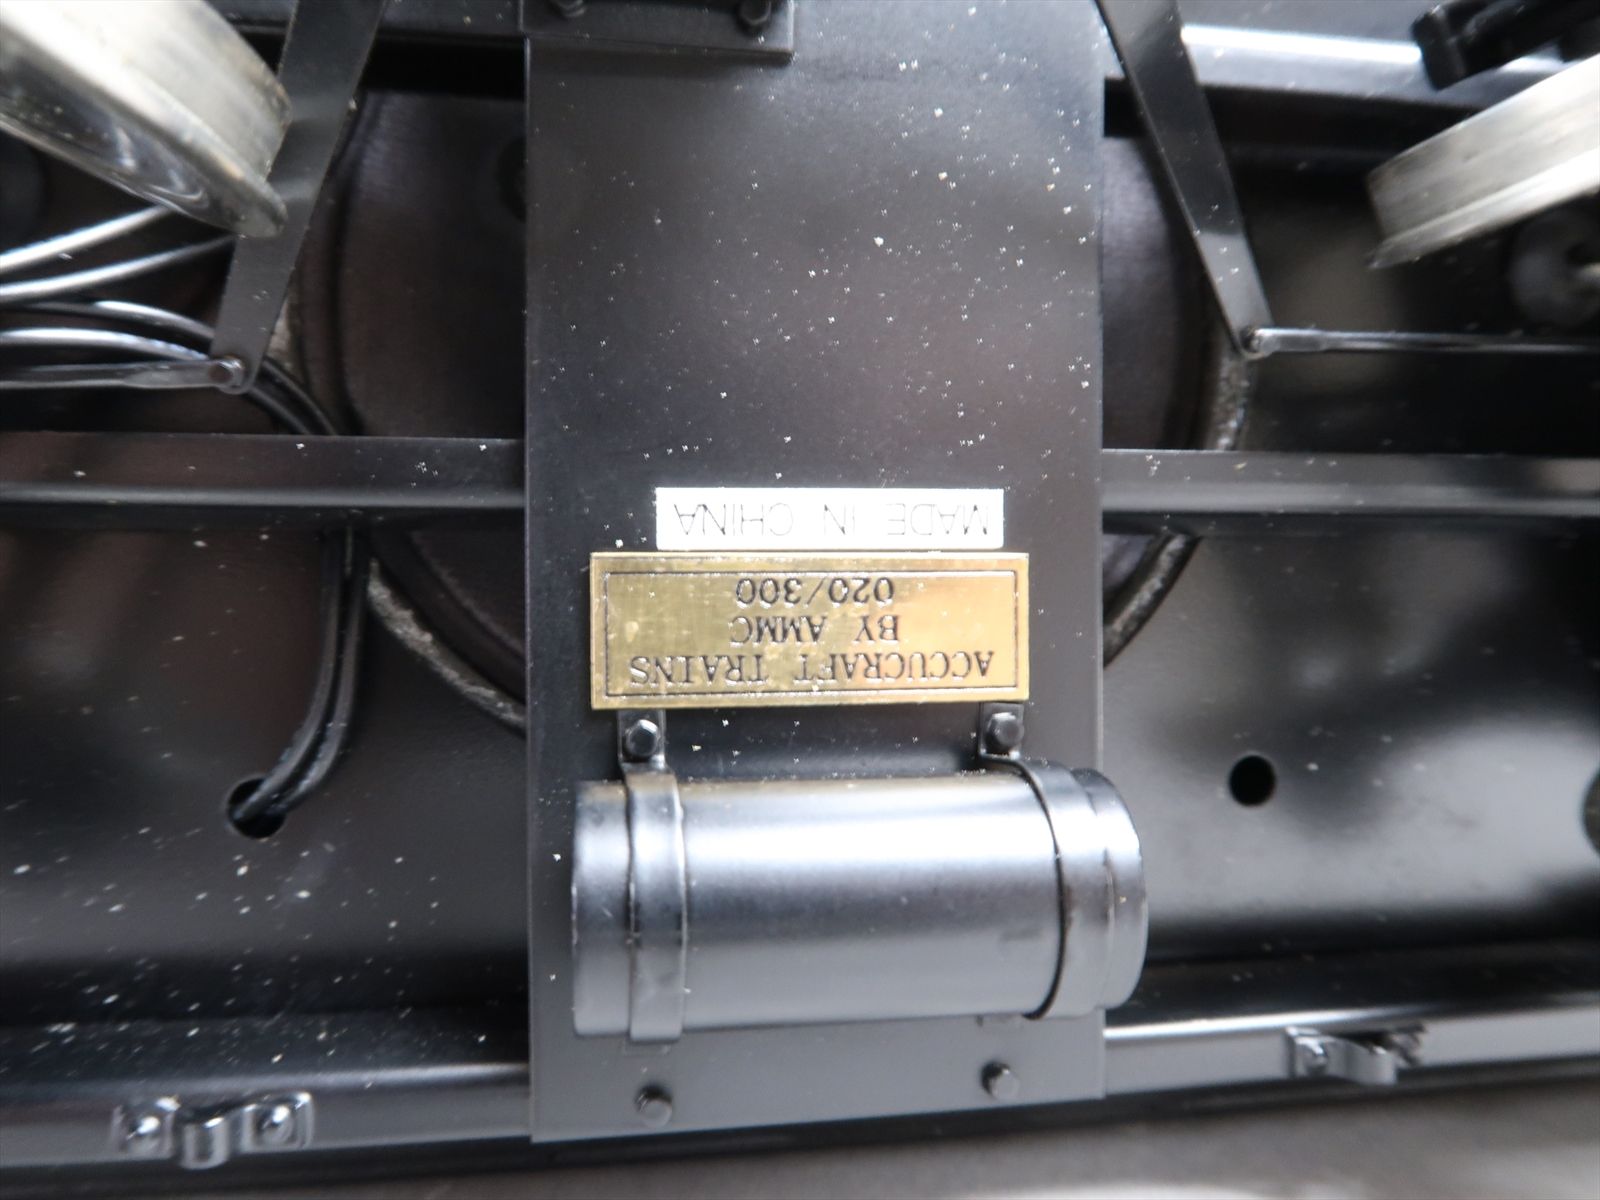 ACCUCRAFT TRAINS
BY AMMC
020/300
MADE IN CHINA